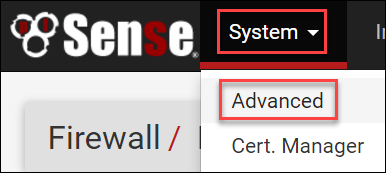 Sense®
System
Advanced
Firewall /
Cert. Manager